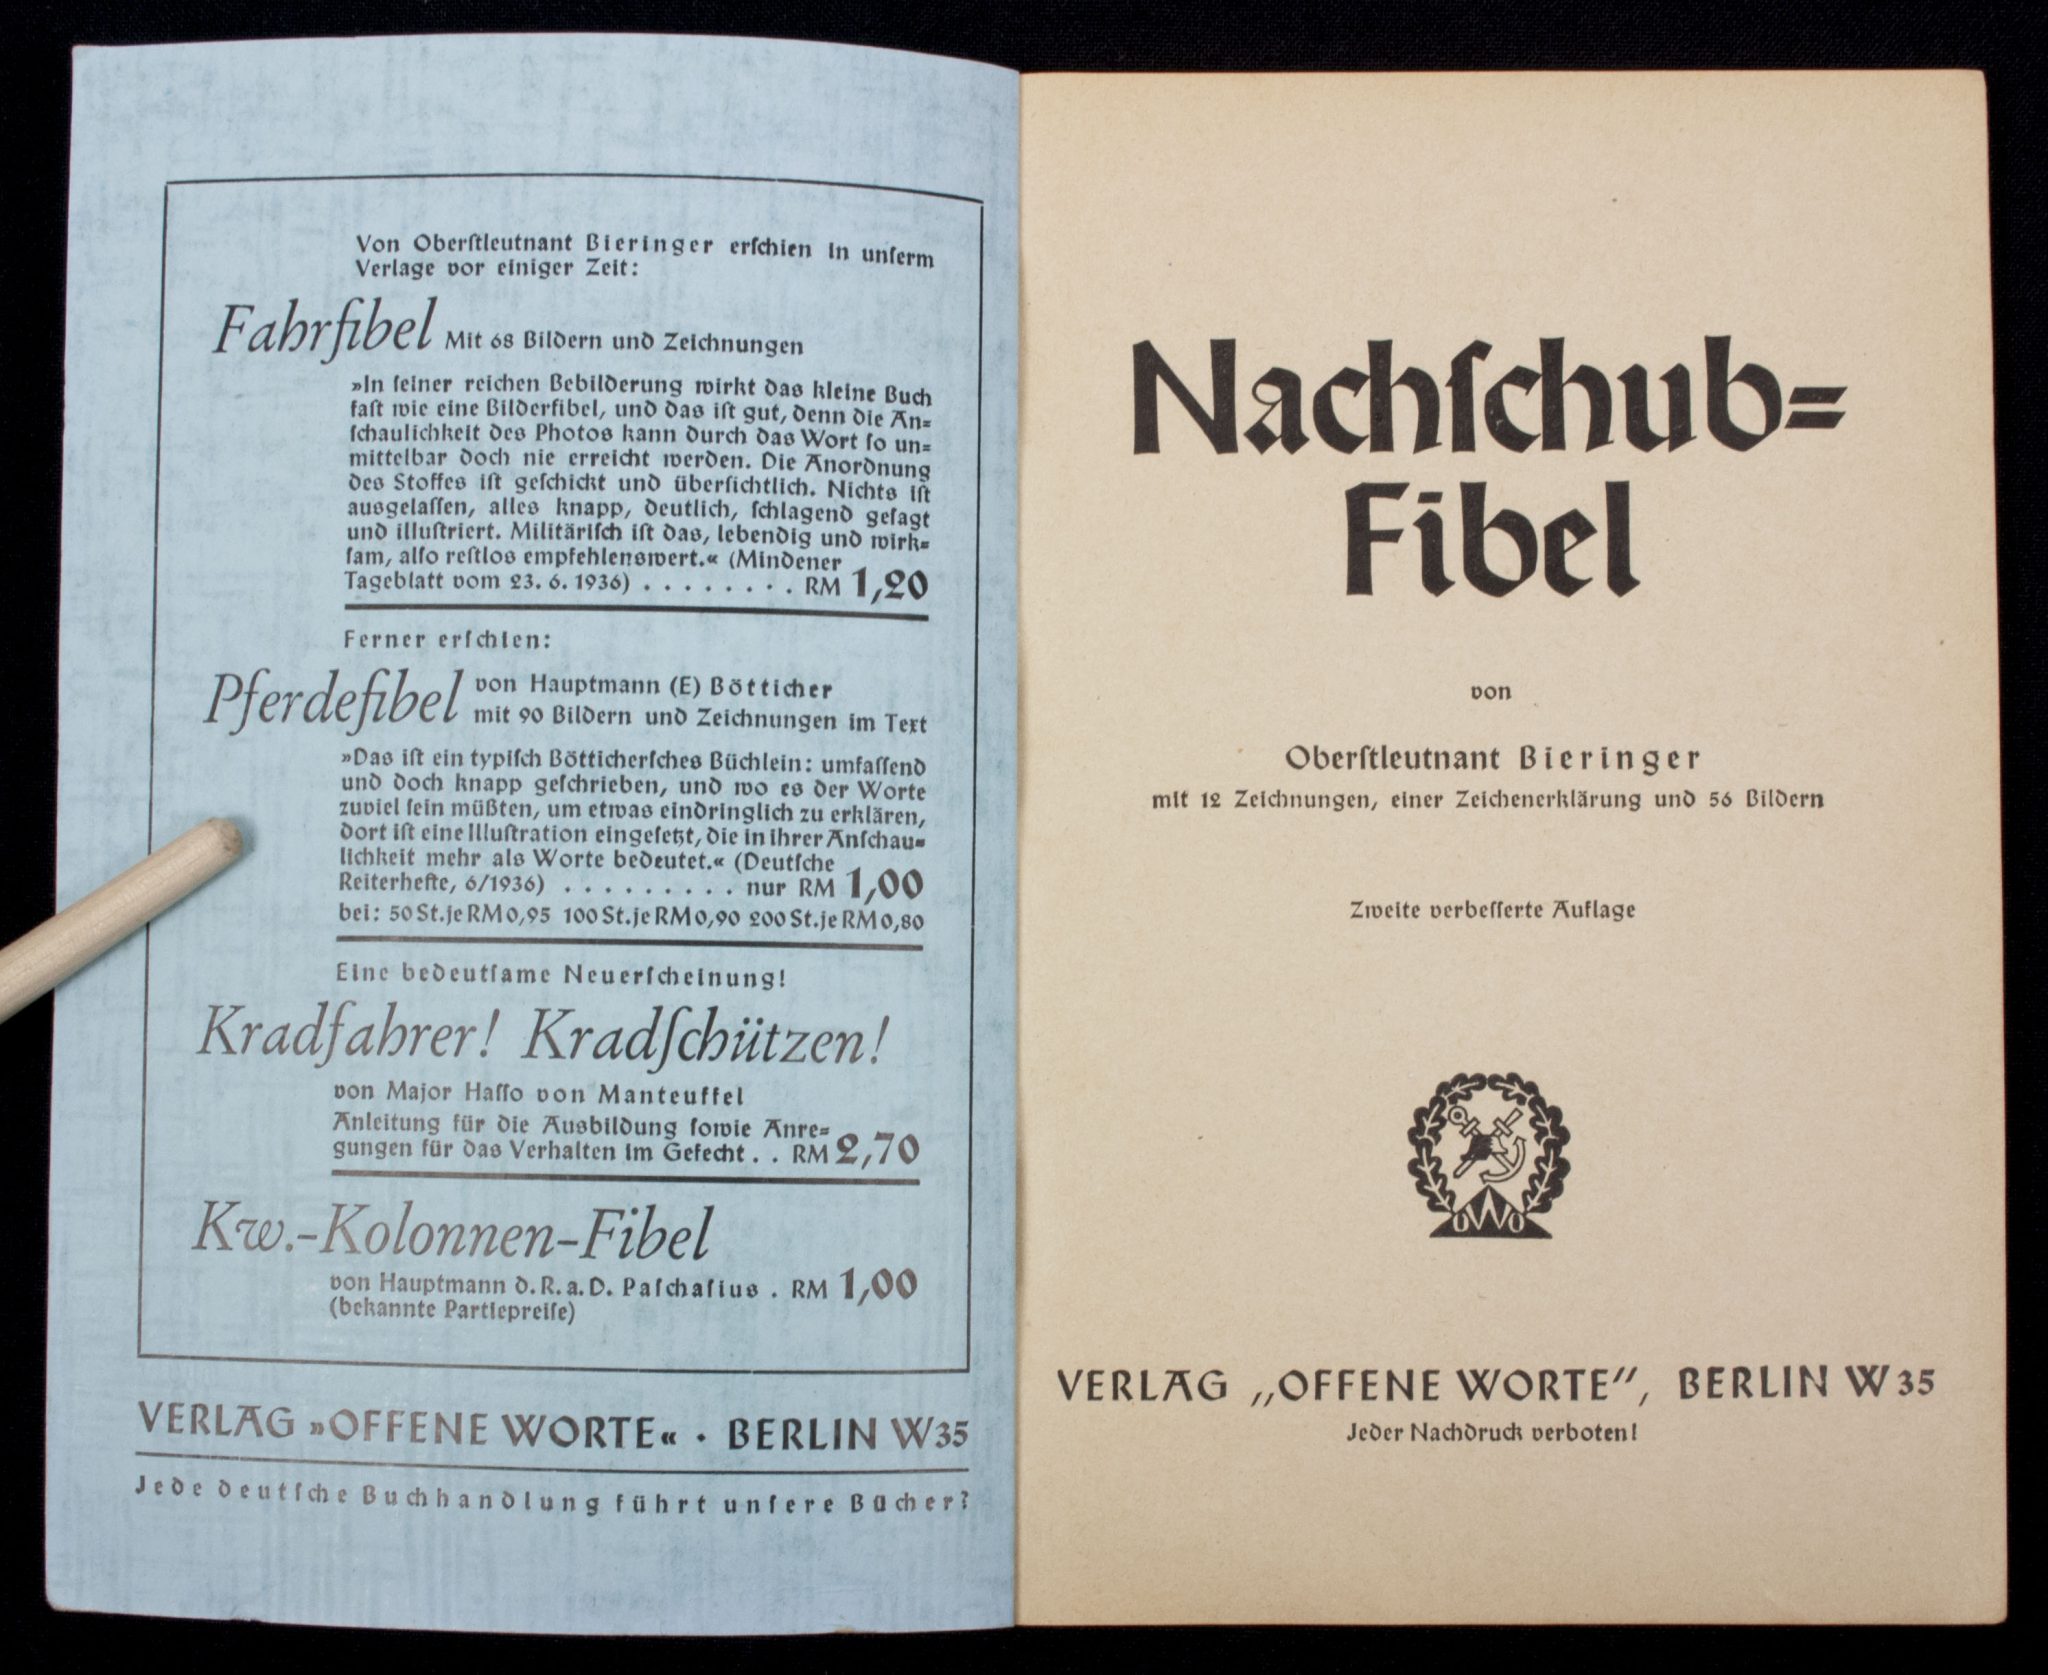 Von Oberſtleutnant Bieringer erſchien in unſerm
Verlage vor einiger Zeit:
Fahrfibel Mit 68 Bildern und Zeichnungen
»In ſeiner reichen Bebilderung wirkt das kleine Buch
faſt wie eine Bilderfibel, und das iſt gut, denn die An=
ſchaulichkeit des Photos kann durch das Wort ſo un=
mittelbar doch nie erreicht werden. Die Anordnung
des Stoffes iſt geſchickt und überſichtlich. Nichts iſt
ausgelaſſen, alles knapp, deutlich, ſchlagend geſagt
und illuſtriert. Militäriſch iſt das, lebendig und wirk=
ſam, alſo reſtlos empfehlenswert.« (Mindener
Tageblatt vom 23. 6. 1936) . . . . . . . . RM 1,20
Ferner erſchien:
Pferdefibel von Hauptmann (E) Bötticher
mit 90 Bildern und Zeichnungen im Text
»Das iſt ein typiſch Bötticherſches Büchlein: umfaſſend
und doch knapp geſchrieben, und wo es der Worte
zuviel ſein müßten, um etwas eindringlich zu erklären,
dort iſt eine Illuſtration eingeſetzt, die in ihrer Anſchau=
lichkeit mehr als Worte bedeutet.« (Deutſche
Reiterhefte, 6/1936) . . . . . . . . . nur RM 1,00
bei: 50 St. je RM 0,95 100 St. je RM 0,90 200 St. je RM 0,80
Eine bedeutſame Neuerſcheinung!
Kradfahrer! Kradſchützen!
von Major Haſſo von Manteuffel
Anleitung für die Ausbildung ſowie Anre=
gungen für das Verhalten im Gefecht . . RM 2,70
Kw.-Kolonnen-Fibel
von Hauptmann d. R. a. D. Paſchaſius . RM 1,00
(bekannte Partiepreiſe)
VERLAG »OFFENE WORTE« · BERLIN W35
Jede deutſche Buchhandlung führt unſere Bücher?
Nachſchub=
Fibel
von
Oberſtleutnant Bieringer
mit 12 Zeichnungen, einer Zeichenerklärung und 56 Bildern
Zweite verbeſſerte Auflage
OWO
VERLAG „OFFENE WORTE", BERLIN W 35
Jeder Nachdruck verboten!